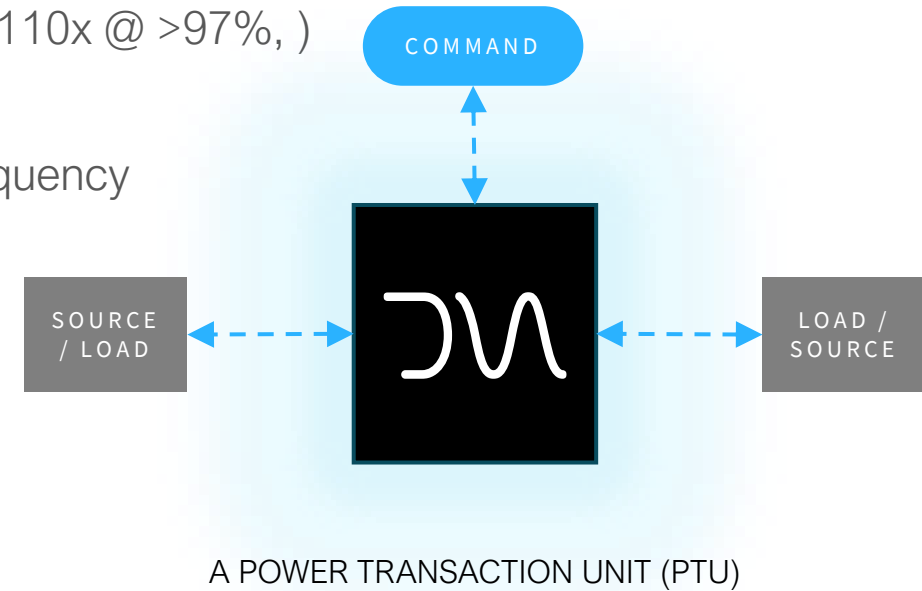 110x @ >97%, )
COMMAND
quency
SOURCE
/ LOAD
LOAD /
SOURCE
A POWER TRANSACTION UNIT (PTU)